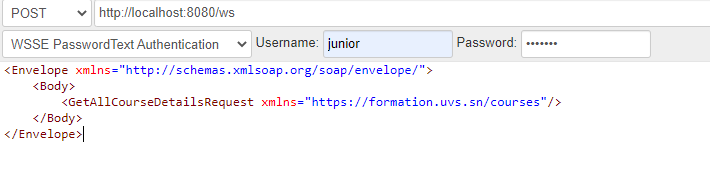 POST http://localhost:8080/ws
WSSE PasswordText Authentication Username: junior Password: •••••••
<Envelope xmlns="http://schemas.xmlsoap.org/soap/envelope/">
    <Body>
        <GetAllCourseDetailsRequest xmlns="https://formation.uvs.sn/courses"/>
    </Body>
</Envelope>